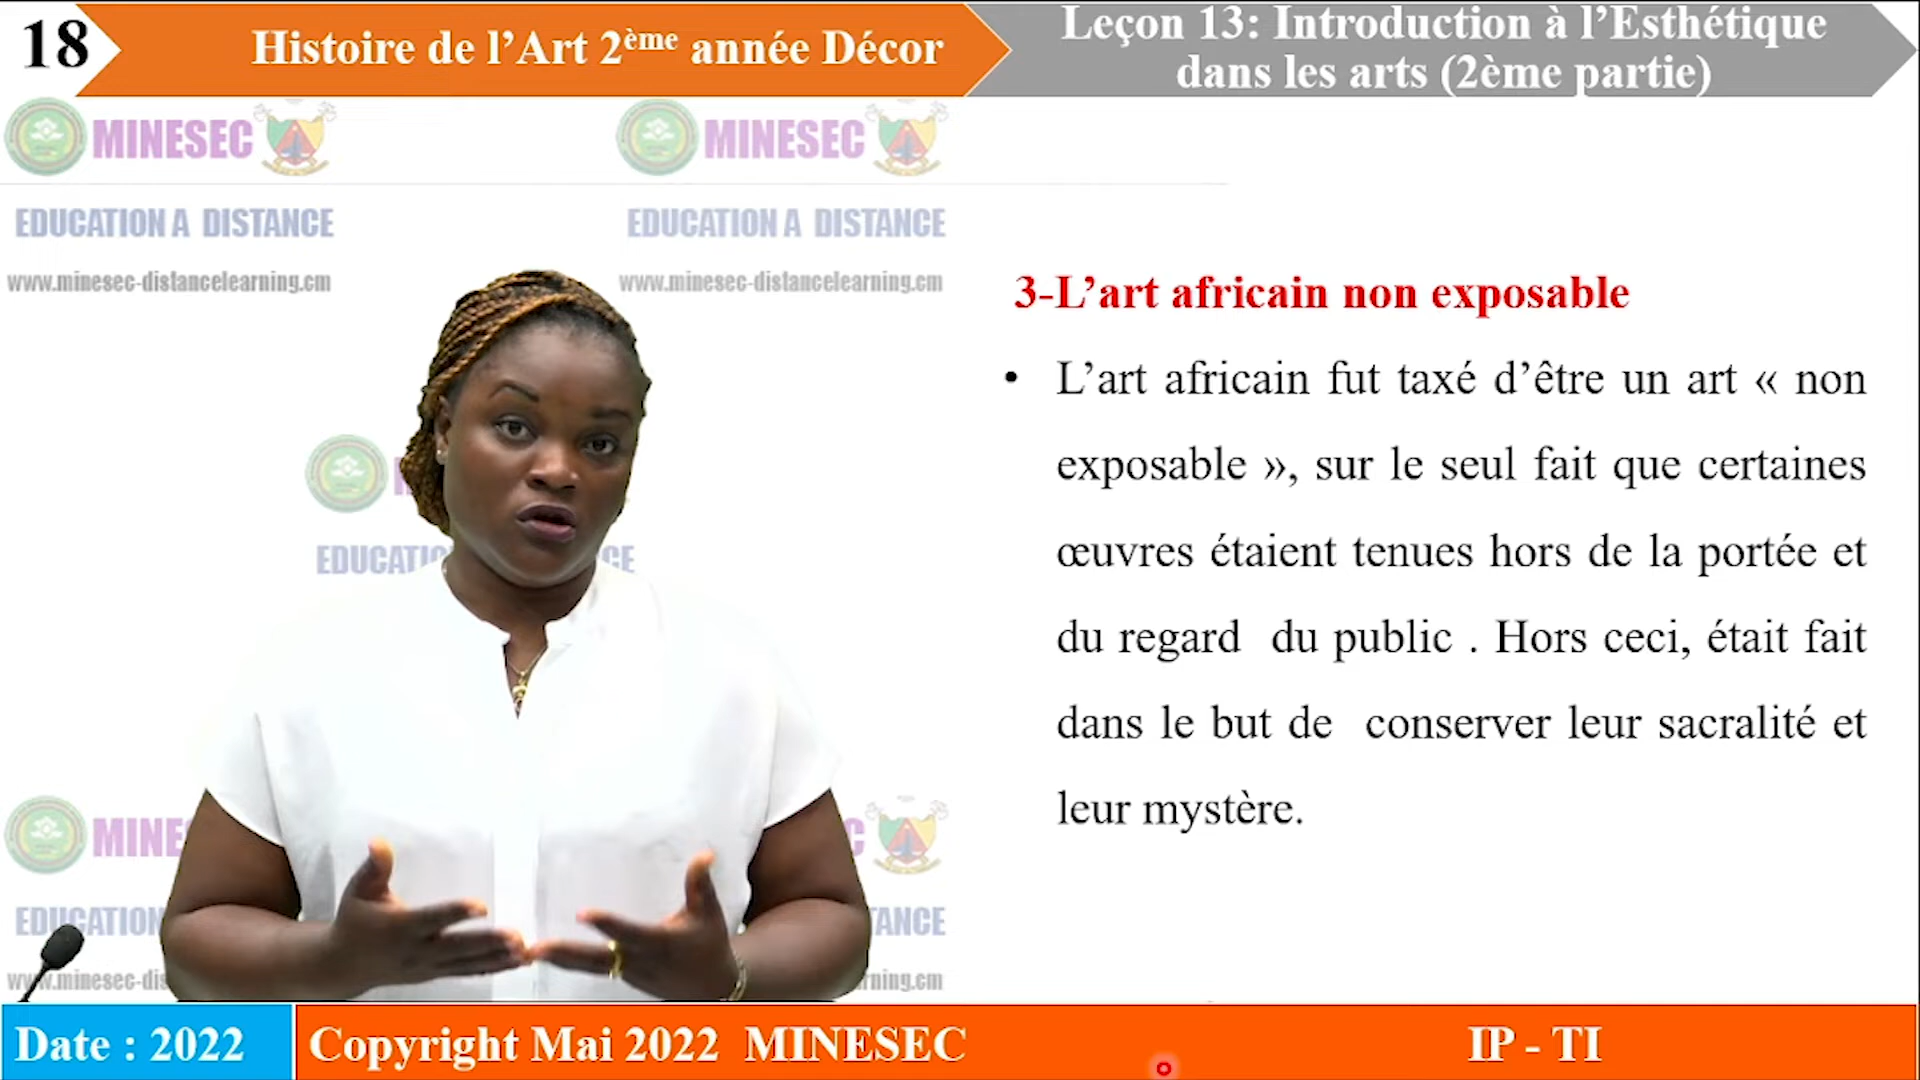 18
Histoire de l’Art 2ème année Décor
Leçon 13: Introduction à l’Esthétique
dans les arts (2ème partie)
MINESEC
MINESEC
EDUCATION A DISTANCE
EDUCATION A DISTANCE
www.minesec-distancelearning.cm
www.minesec-distancelearning.cm
3-L’art africain non exposable
• L’art africain fut taxé d’être un art « non
exposable », sur le seul fait que certaines
œuvres étaient tenues hors de la portée et
du regard du public . Hors ceci, était fait
dans le but de conserver leur sacralité et
leur mystère.
Date : 2022
Copyright Mai 2022 MINESEC
IP - TI